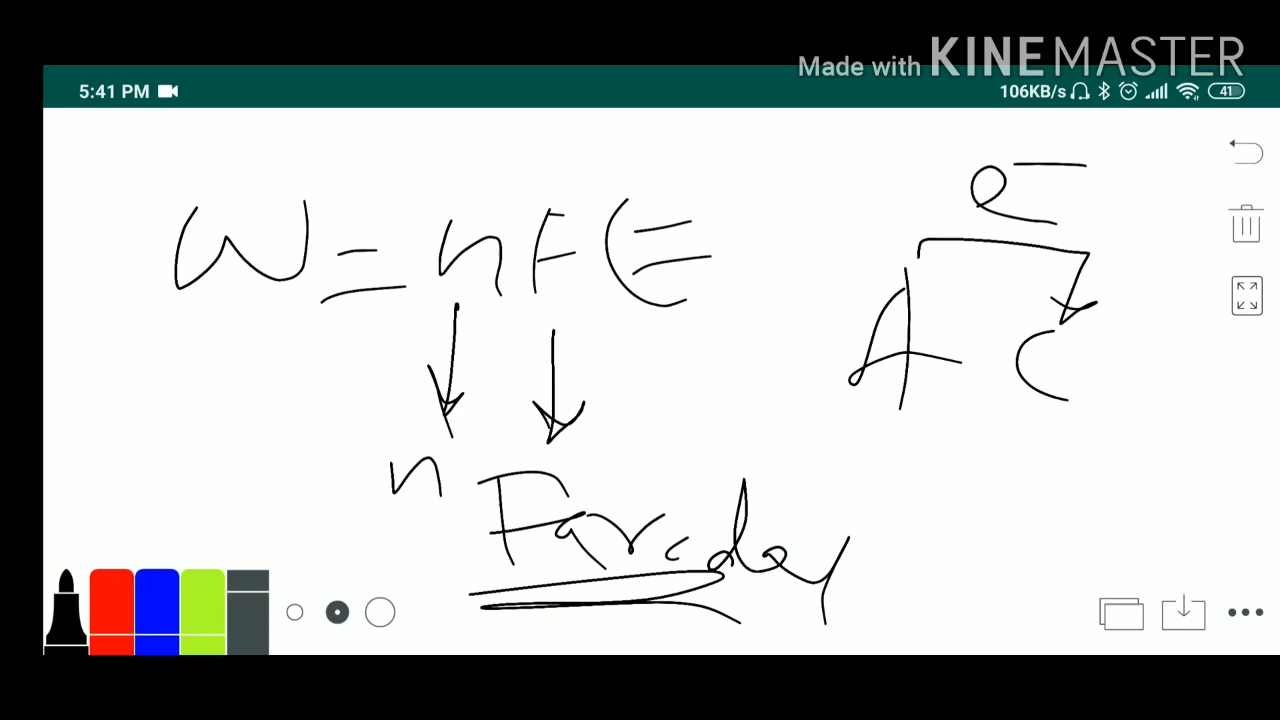 Made with KINEMASTER
5:41 PM
106KB/s
41
W = nFE
e⁻
A C
n
Faraday